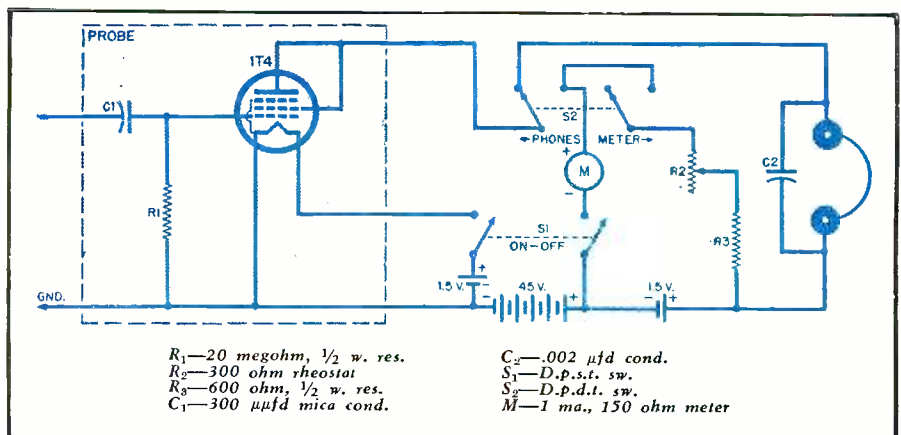 PROBE
1T4
C1
R1
GND.
S2
←PHONES METER→
+
M
−
R2
C2
R3
S1
ON-OFF
+
1.5 V.
−
−
45 V.
+
−
1.5 V.
+
R₁—20 megohm, ½ w. res.
R₂—300 ohm rheostat
R₃—600 ohm, ½ w. res.
C₁—300 μμfd mica cond.
C₂—.002 μfd cond.
S₁—D.p.s.t. sw.
S₂—D.p.d.t. sw.
M—1 ma., 150 ohm meter